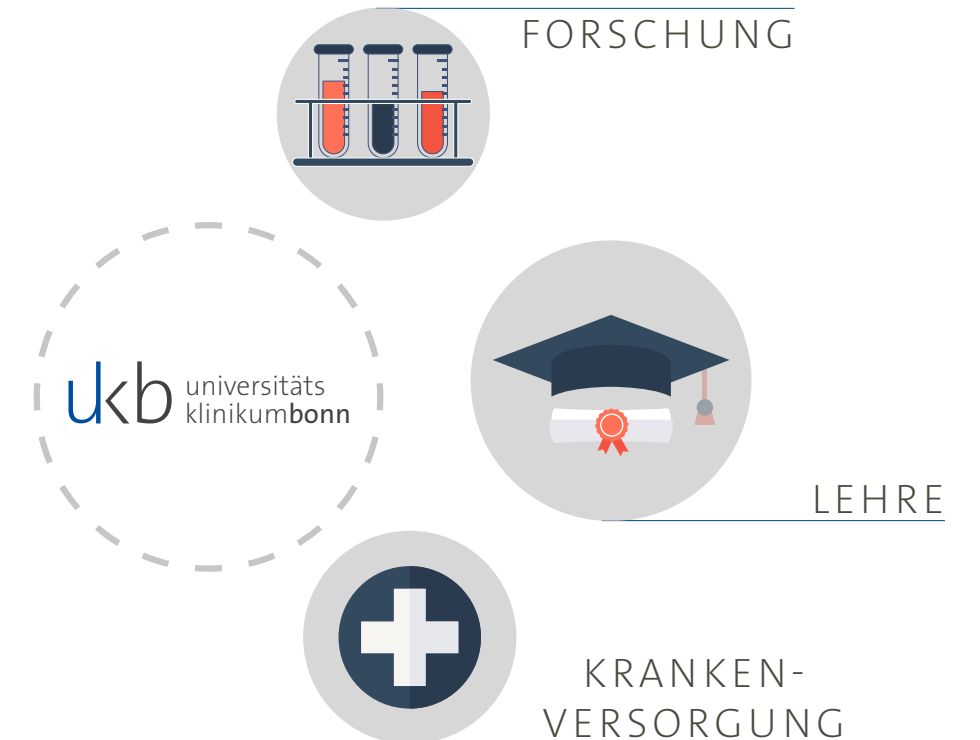 FORSCHUNG
ukb universitäts
klinikumbonn
LEHRE
KRANKEN-
VERSORGUNG